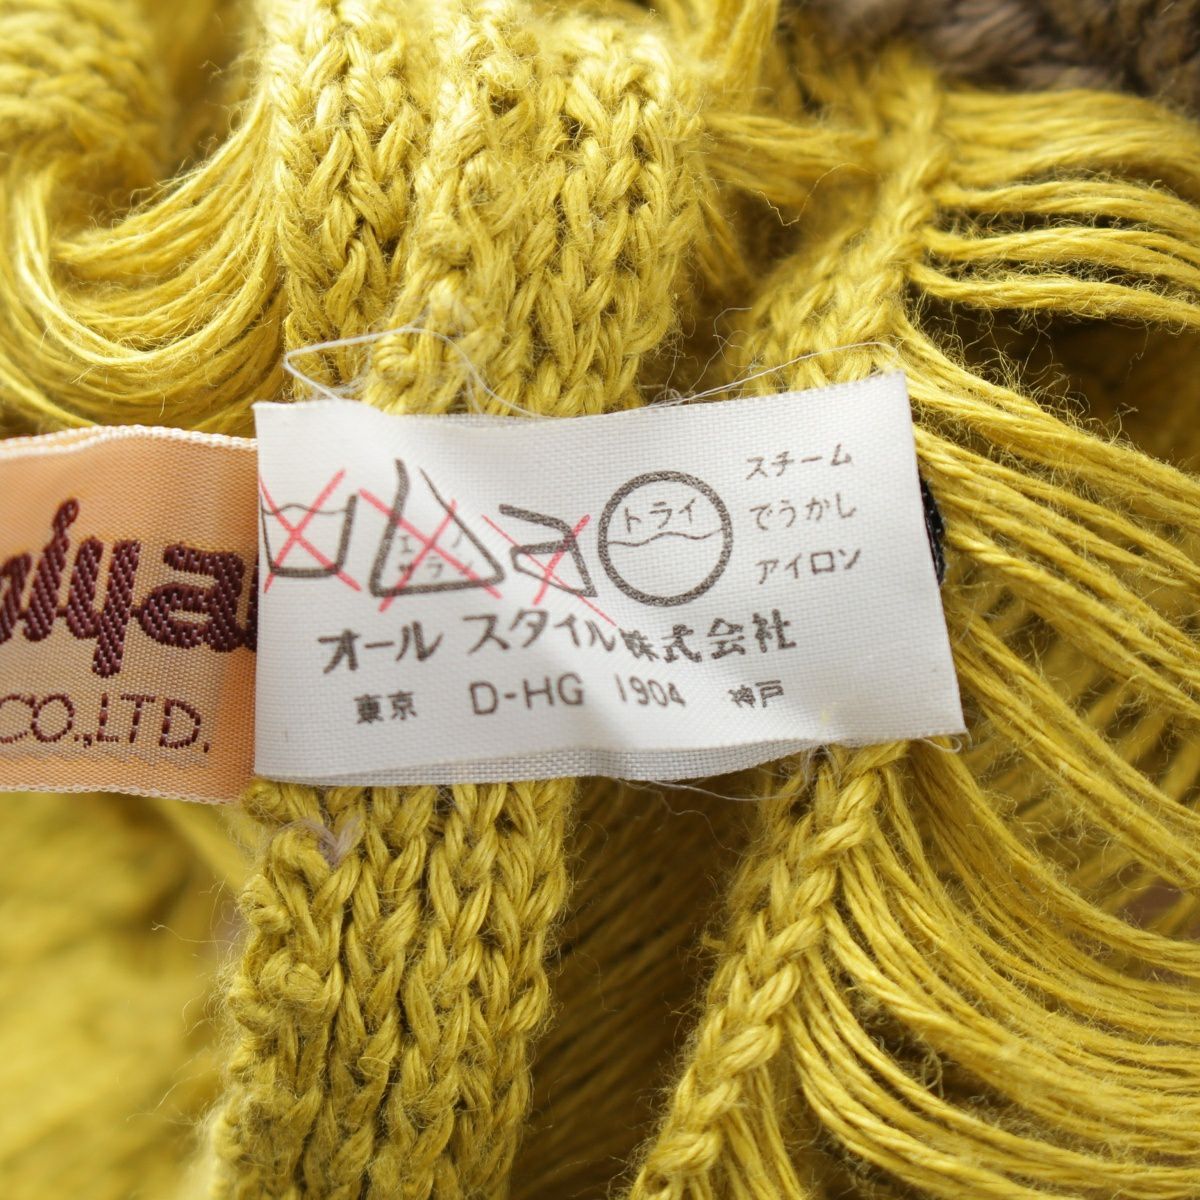 CO.,LTD.
エンソ
サラシ
ドライ
スチーム
でうかし
アイロン
オールスタイル株式会社
東京 D-HG 1904 神戸